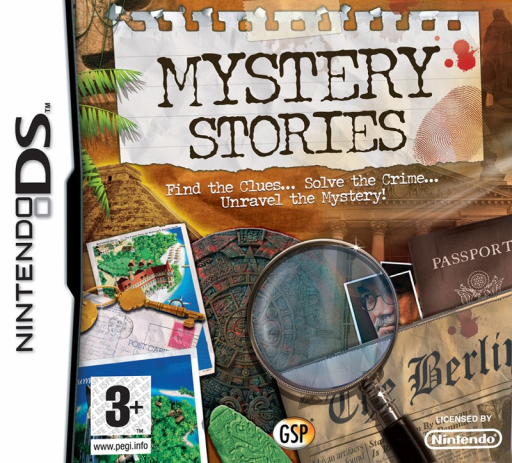 NINTENDO DS™
MYSTERY
STORIES
Find the Clues... Solve the Crime...
Unravel the Mystery!
PASSPORT
POST CARD
The Berlin
3+
™
www.pegi.info
GSP
LICENSED BY
Nintendo®